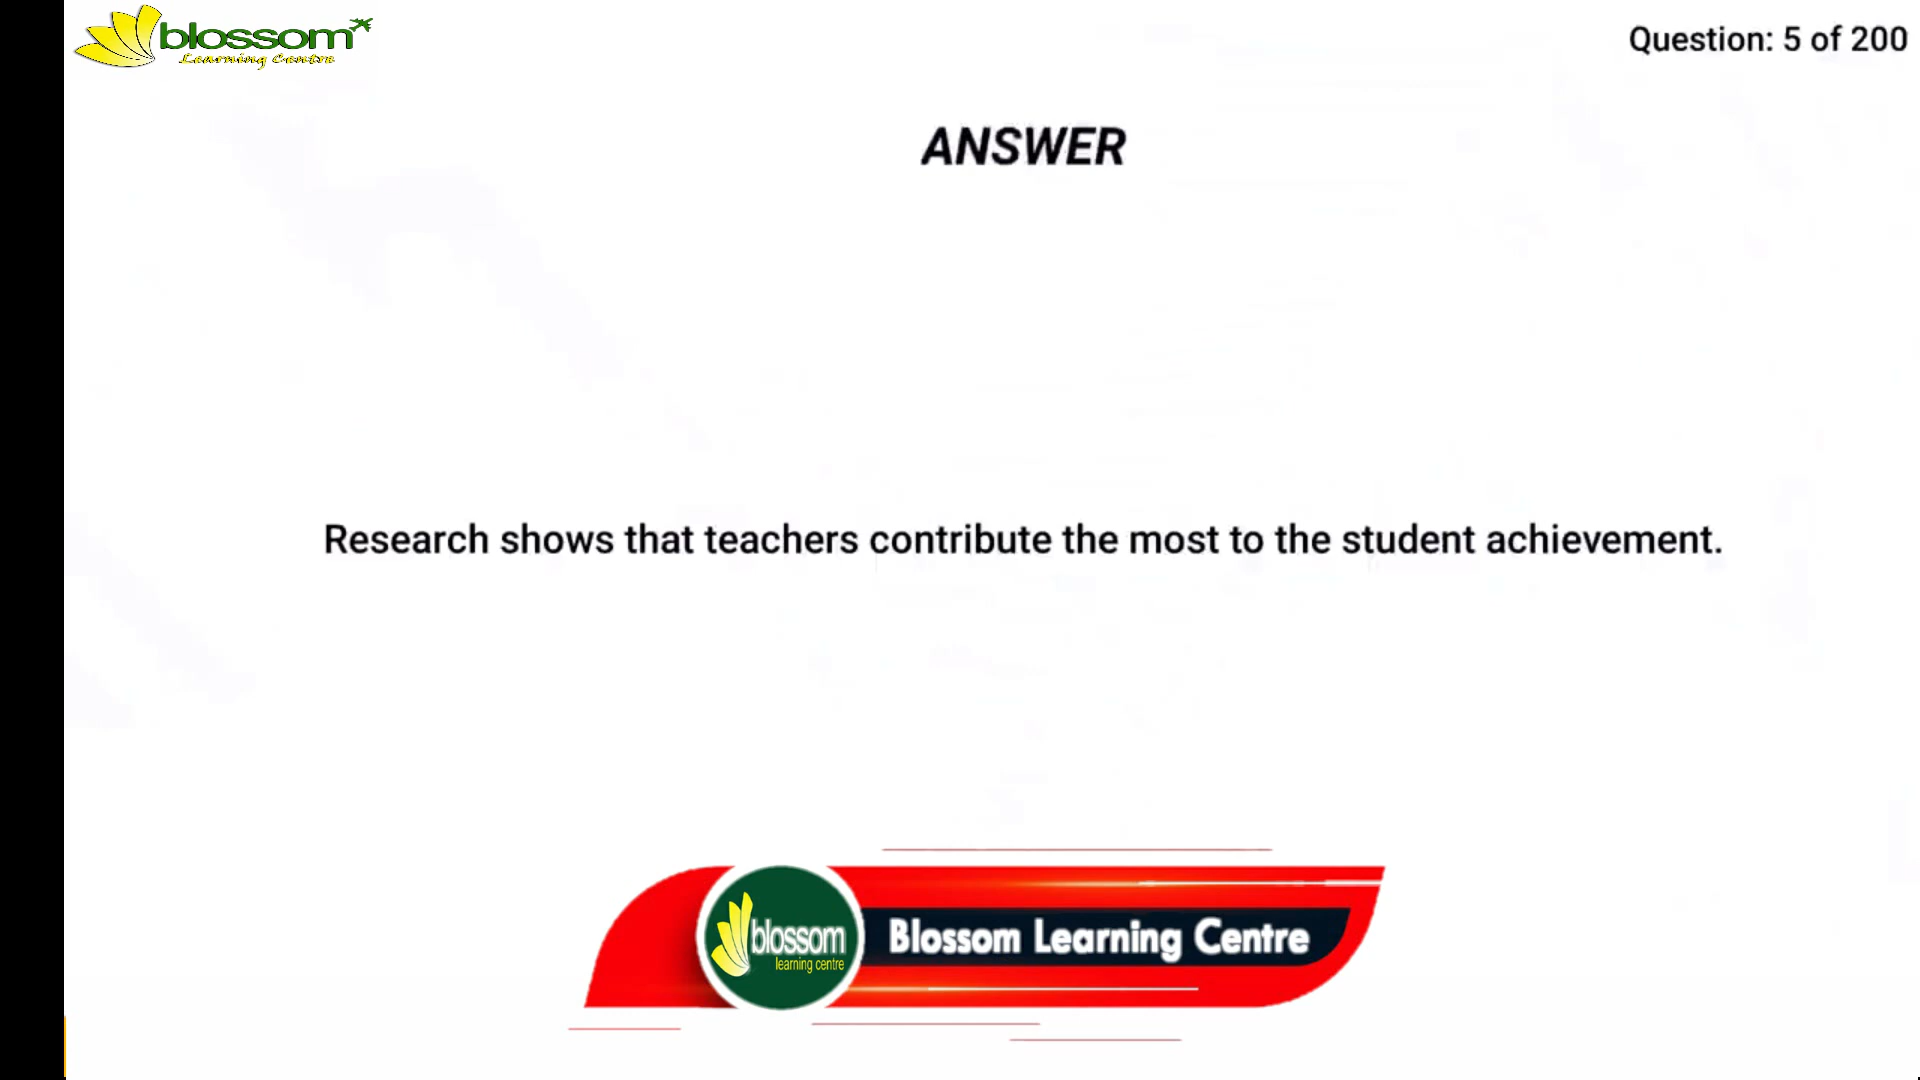 blossom
Learning Centre
Question: 5 of 200
ANSWER
Research shows that teachers contribute the most to the student achievement.
blossom
learning centre
Blossom Learning Centre